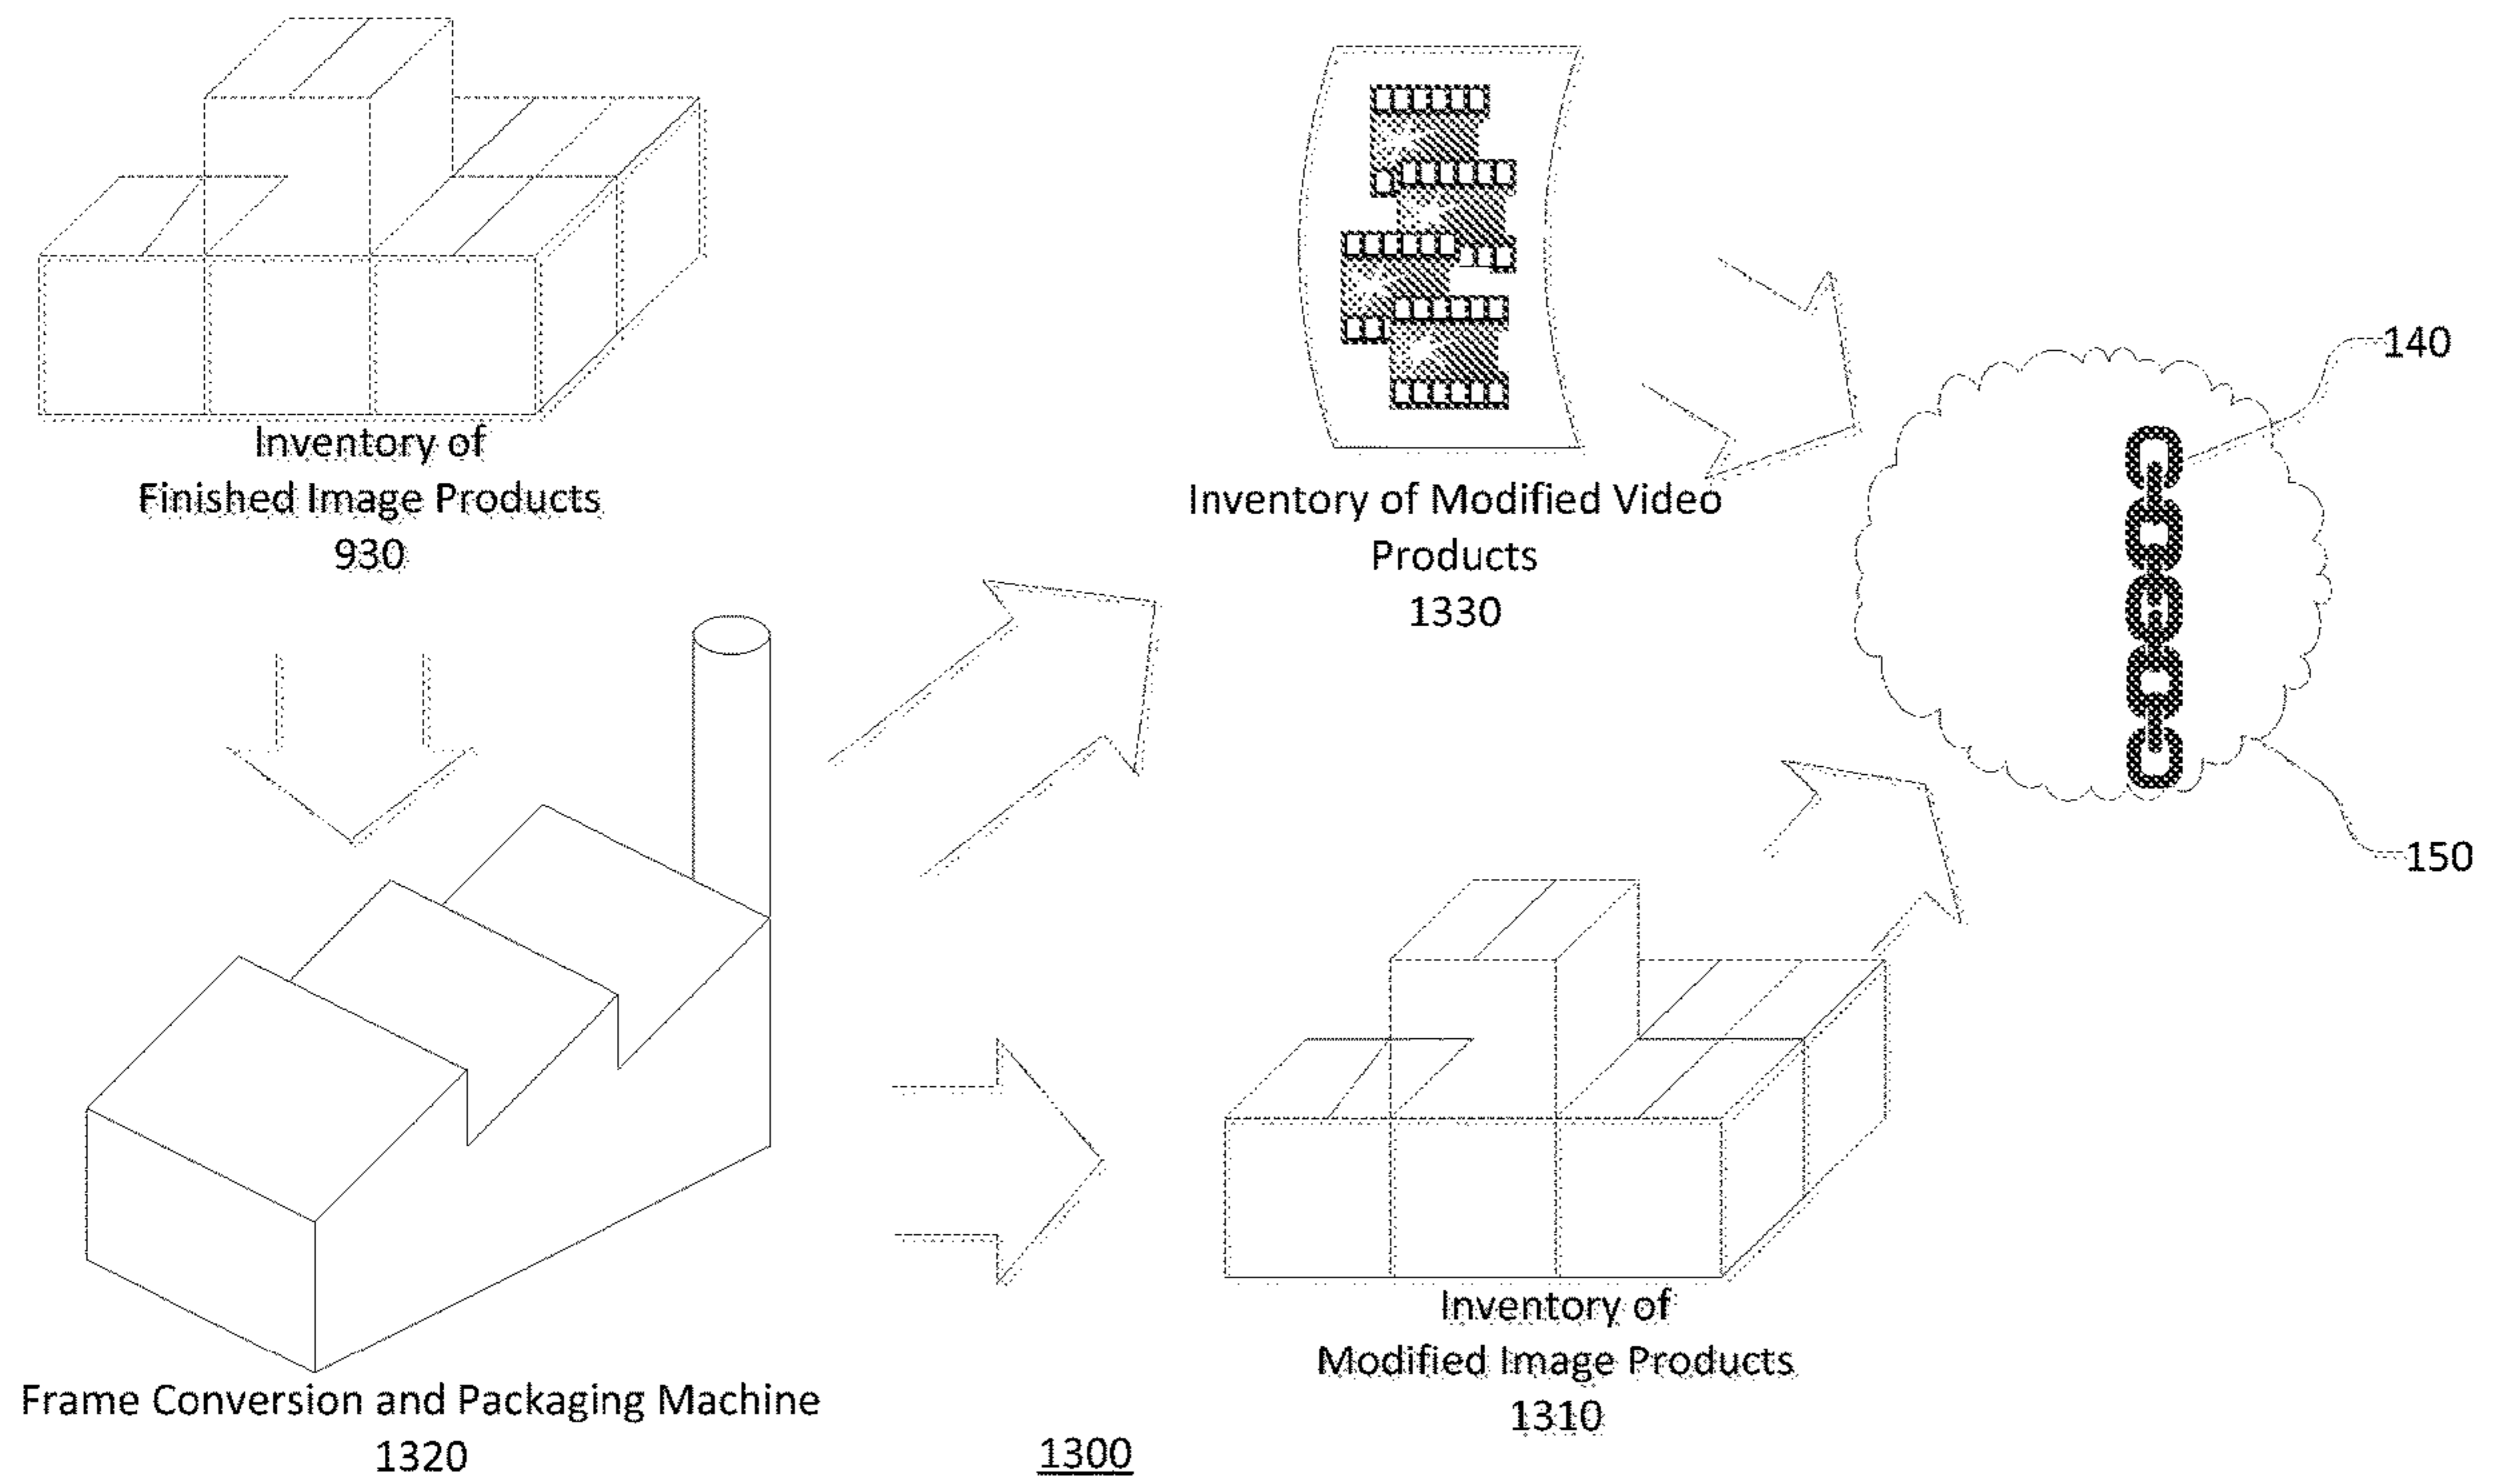 Inventory of
Finished Image Products
930
Inventory of Modified Video
Products
1330
140
150
Frame Conversion and Packaging Machine
1320
Inventory of
Modified Image Products
1310
1300